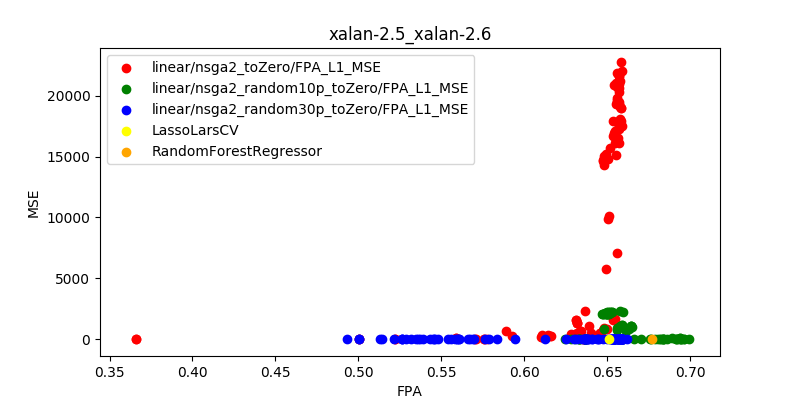 xalan-2.5_xalan-2.6
linear/nsga2_toZero/FPA_L1_MSE
linear/nsga2_random10p_toZero/FPA_L1_MSE
linear/nsga2_random30p_toZero/FPA_L1_MSE
LassoLarsCV
RandomForestRegressor
MSE
20000
15000
10000
5000
0
0.35 0.40 0.45 0.50 0.55 0.60 0.65 0.70
FPA